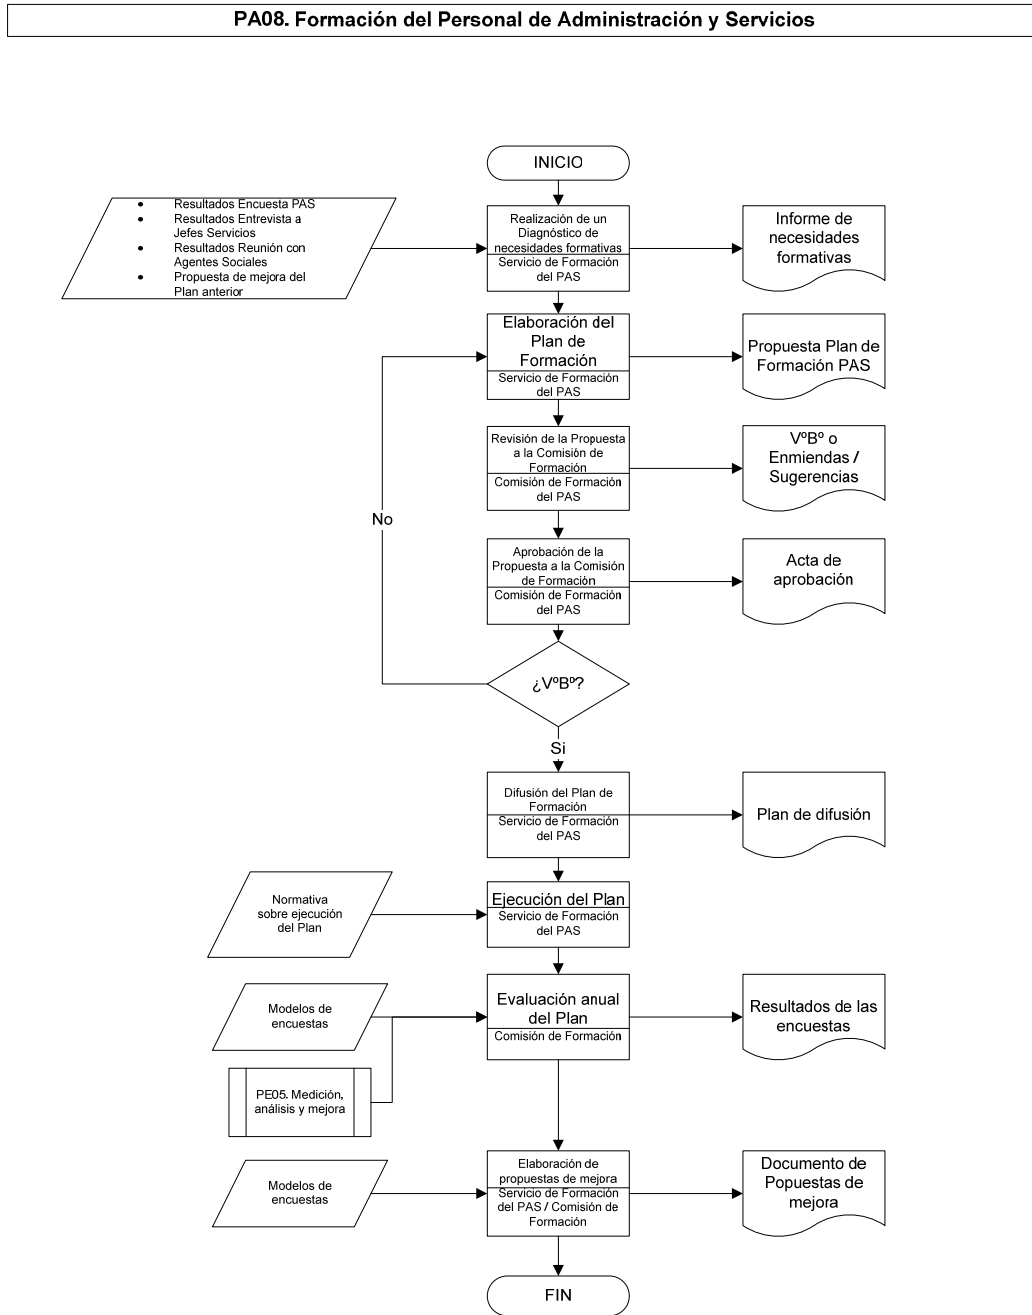 PA08. Formación del Personal de Administración y Servicios
INICIO
• Resultados Encuesta PAS
• Resultados Entrevista a
Jefes Servicios
• Resultados Reunión con
Agentes Sociales
• Propuesta de mejora del
Plan anterior
Realización de un
Diagnóstico de
necesidades formativas
Servicio de Formación
del PAS
Informe de
necesidades
formativas
Elaboración del
Plan de
Formación
Servicio de Formación
del PAS
Propuesta Plan de
Formación PAS
Revisión de la Propuesta
a la Comisión de
Formación
Comisión de Formación
del PAS
VºBº o
Enmiendas /
Sugerencias
No
Aprobación de la
Propuesta a la Comisión
de Formación
Comisión de Formación
del PAS
Acta de
aprobación
¿VºBº?
Si
Difusión del Plan de
Formación
Servicio de Formación
del PAS
Plan de difusión
Normativa
sobre ejecución
del Plan
Ejecución del Plan
Servicio de Formación
del PAS
Modelos de
encuestas
Evaluación anual
del Plan
Comisión de Formación
Resultados de las
encuestas
PE05. Medición,
análisis y mejora
Modelos de
encuestas
Elaboración de
propuestas de mejora
Servicio de Formación
del PAS / Comisión de
Formación
Documento de
Popuestas de
mejora
FIN